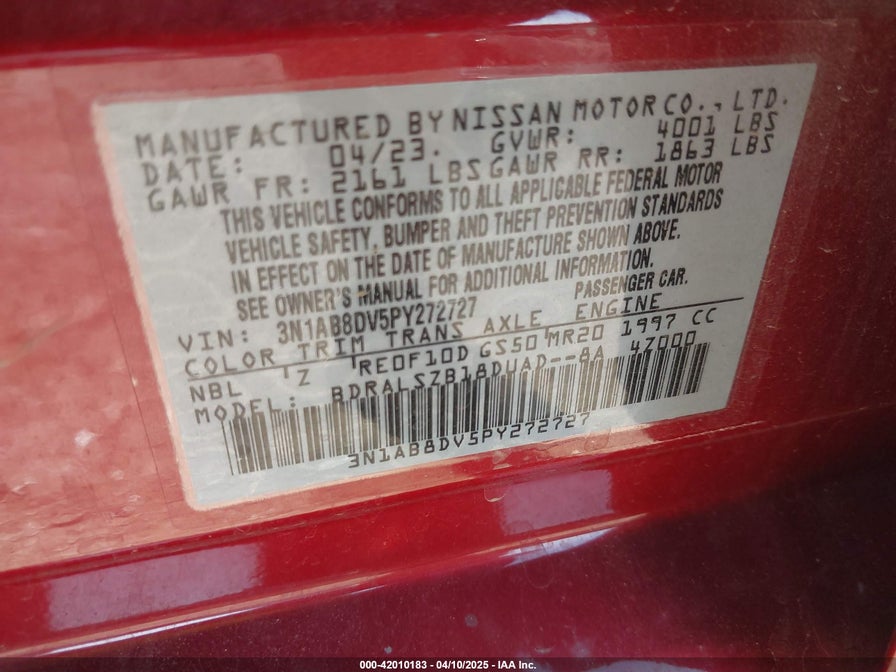 MANUFACTURED BY NISSAN MOTOR CO., LTD.
DATE: 04/23. GVWR: 4001 LBS
GAWR FR: 2161 LBS GAWR RR: 1863 LBS
THIS VEHICLE CONFORMS TO ALL APPLICABLE FEDERAL MOTOR
VEHICLE SAFETY, BUMPER AND THEFT PREVENTION STANDARDS
IN EFFECT ON THE DATE OF MANUFACTURE SHOWN ABOVE.
SEE OWNER'S MANUAL FOR ADDITIONAL INFORMATION.
PASSENGER CAR.
VIN: 3N1AB8DV5PY272727
COLOR TRIM TRANS AXLE ENGINE
NBL Z RE0F10D GS50 MR20 1997 CC
MODEL: BDRALSZB18DUAD--8A 47000
3N1AB8DV5PY272727
000-42010183 - 04/10/2025 - IAA Inc.